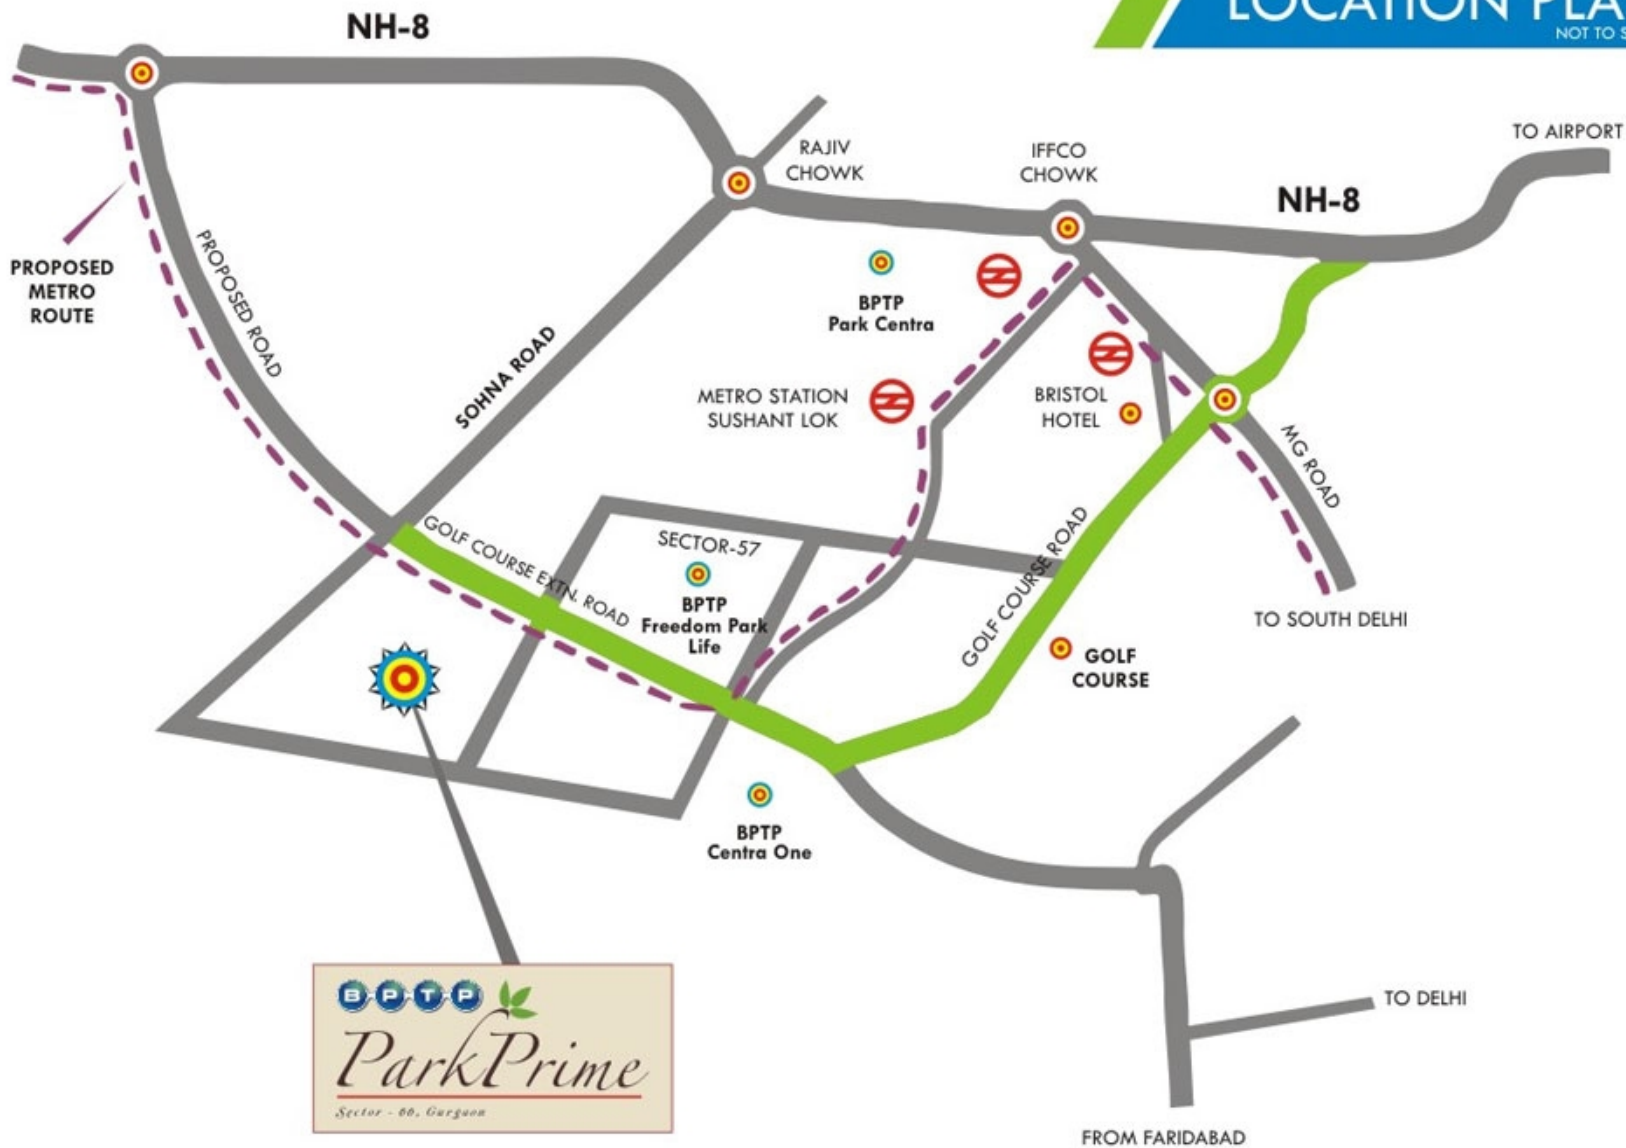 LOCATION PLA
NOT TO S
NH-8
TO AIRPORT
RAJIV
CHOWK
IFFCO
CHOWK
NH-8
PROPOSED
METRO
ROUTE
PROPOSED ROAD
BPTP
Park Centra
SOHNA ROAD
METRO STATION
SUSHANT LOK
BRISTOL
HOTEL
MG ROAD
GOLF COURSE EXTN. ROAD
SECTOR-57
BPTP
Freedom Park
Life
GOLF COURSE ROAD
TO SOUTH DELHI
GOLF
COURSE
BPTP
Centra One
B-P-T-P
ParkPrime
Sector - 66, Gurgaon
TO DELHI
FROM FARIDABAD